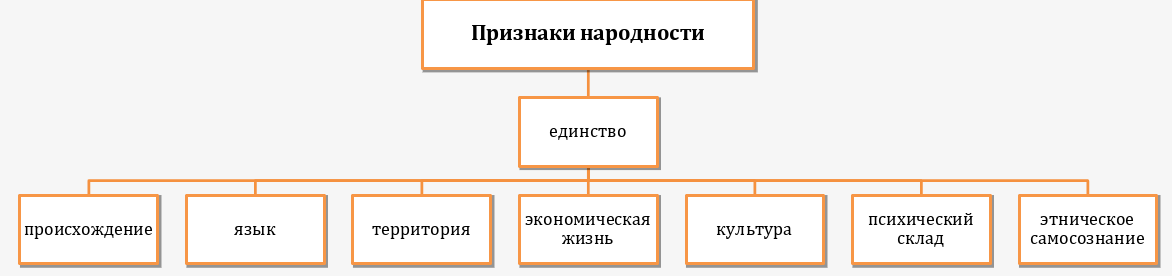 Признаки народности
единство
происхождение
язык
территория
экономическая
жизнь
культура
психический
склад
этническое
самосознание